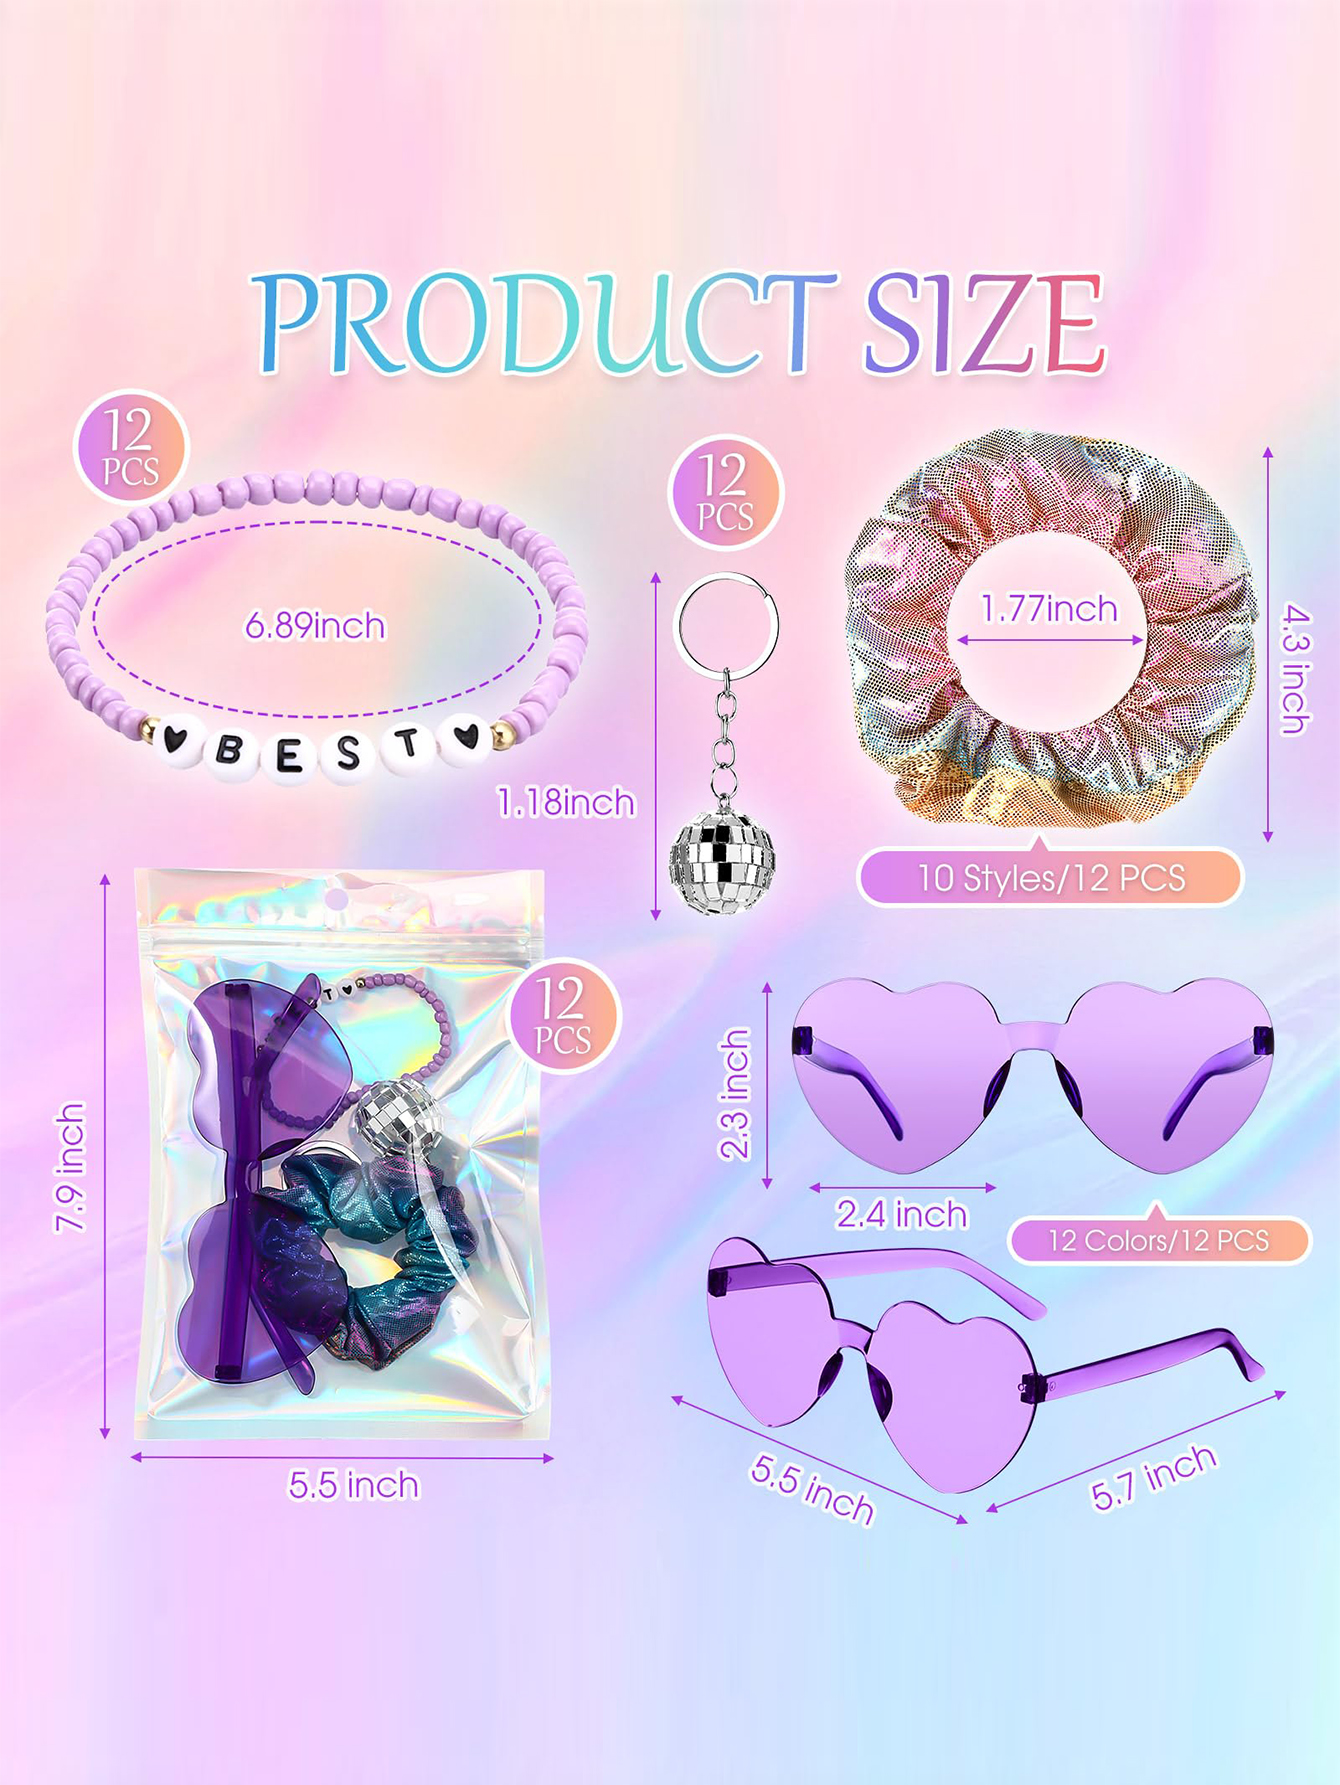 PRODUCT SIZE
12
PCS
6.89inch
BEST
12
PCS
1.18inch
1.77inch
4.3 inch
10 Styles/12 PCS
7.9 inch
T
12
PCS
5.5 inch
2.3 inch
2.4 inch
12 Colors/12 PCS
5.5 inch
5.7 inch